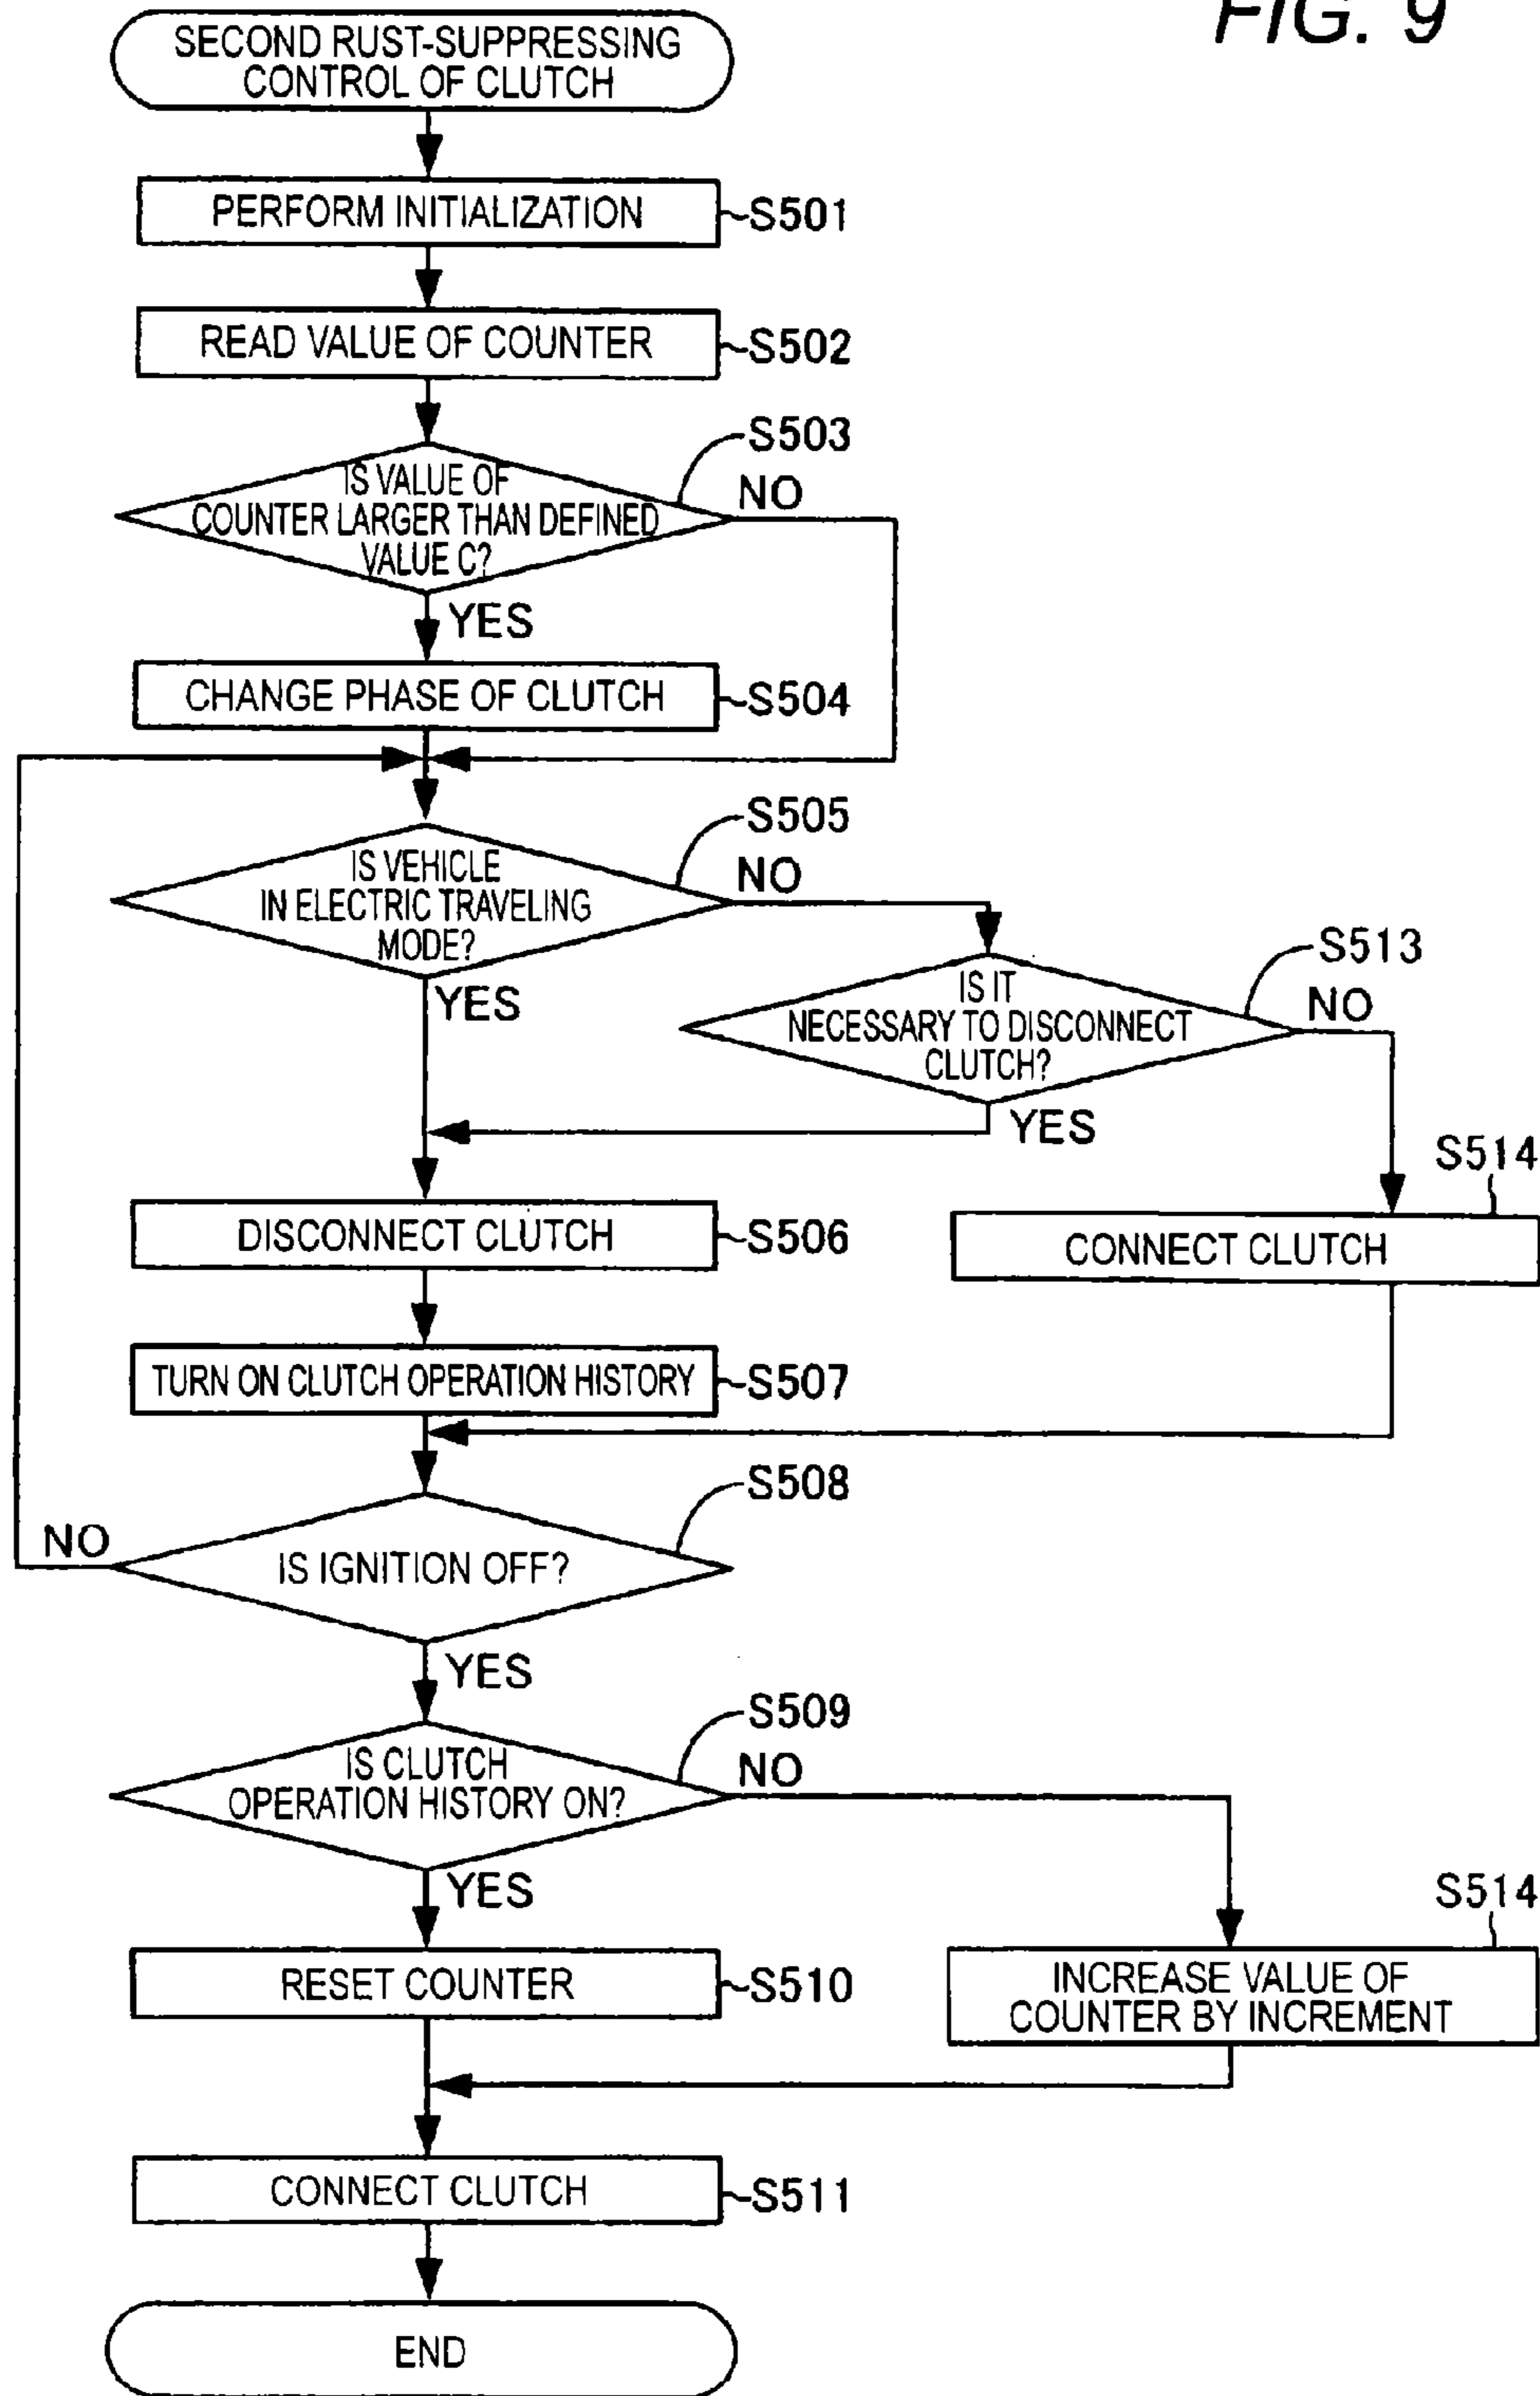 FIG. 9
SECOND RUST-SUPPRESSING
CONTROL OF CLUTCH
PERFORM INITIALIZATION
S501
READ VALUE OF COUNTER
S502
S503
IS VALUE OF
COUNTER LARGER THAN DEFINED
VALUE C?
NO
YES
CHANGE PHASE OF CLUTCH
S504
S505
IS VEHICLE
IN ELECTRIC TRAVELING
MODE?
NO
YES
S513
IS IT
NECESSARY TO DISCONNECT
CLUTCH?
NO
YES
S514
DISCONNECT CLUTCH
S506
CONNECT CLUTCH
TURN ON CLUTCH OPERATION HISTORY
S507
S508
IS IGNITION OFF?
NO
YES
S509
IS CLUTCH
OPERATION HISTORY ON?
NO
YES
S514
RESET COUNTER
S510
INCREASE VALUE OF
COUNTER BY INCREMENT
CONNECT CLUTCH
S511
END